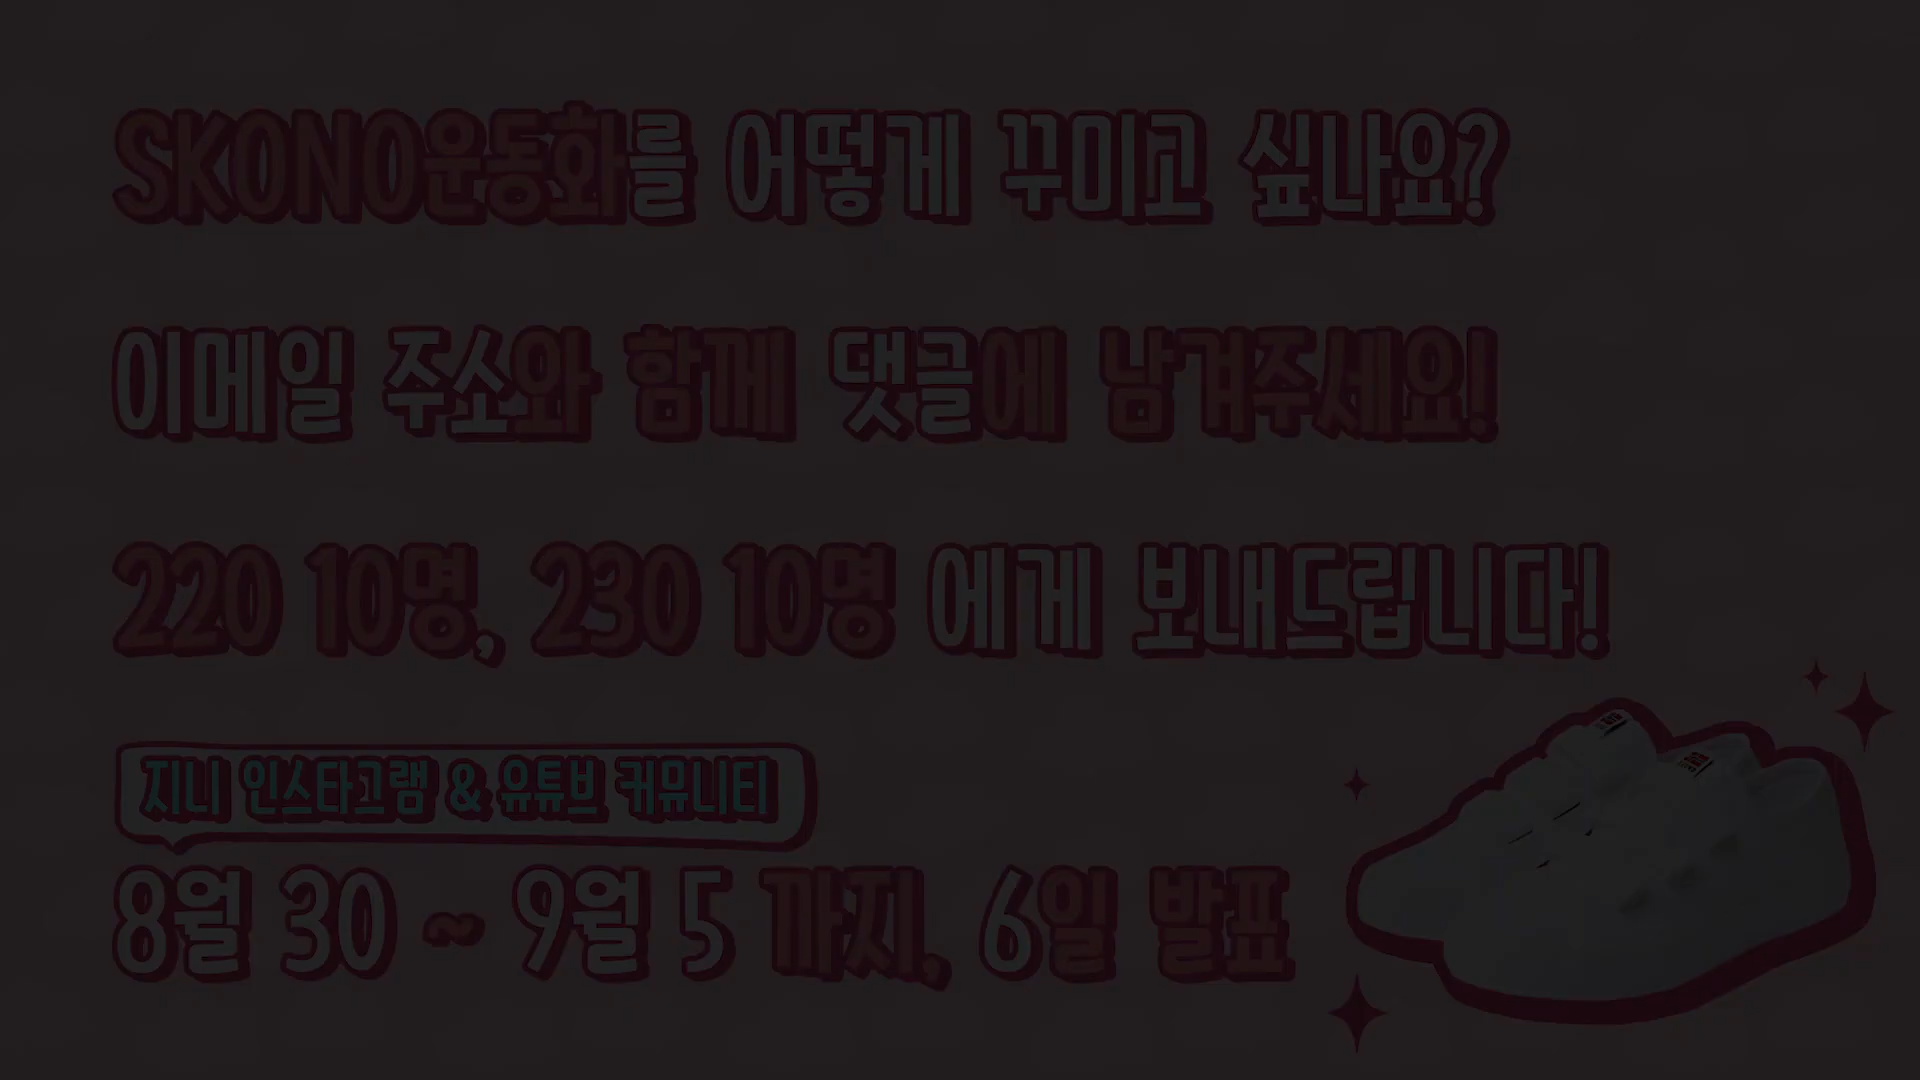 SKONO운동화를 어떻게 꾸미고 싶나요?
이메일 주소와 함께 댓글에 남겨주세요!
220 10명, 230 10명 에게 보내드립니다!
지니 인스타그램 & 유튜브 커뮤니티
8월 30 ~ 9월 5 까지, 6일 발표